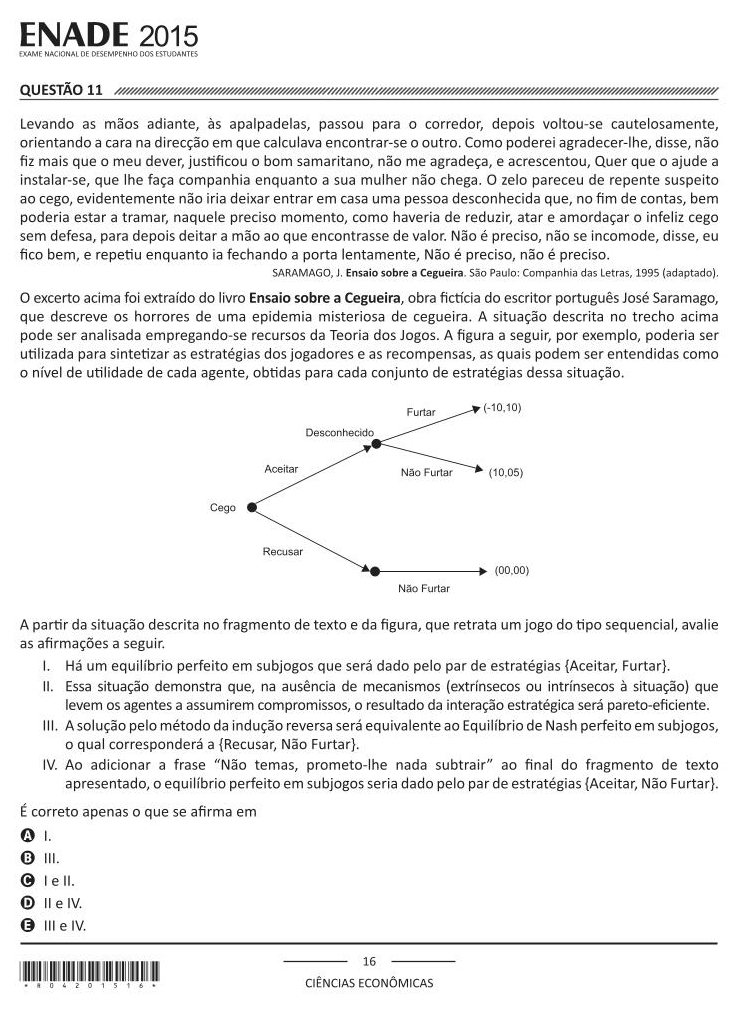 ENADE 2015
EXAME NACIONAL DE DESEMPENHO DOS ESTUDANTES
QUESTÃO 11
Levando as mãos adiante, às apalpadelas, passou para o corredor, depois voltou-se cautelosamente,
orientando a cara na direcção em que calculava encontrar-se o outro. Como poderei agradecer-lhe, disse, não
fiz mais que o meu dever, justificou o bom samaritano, não me agradeça, e acrescentou, Quer que o ajude a
instalar-se, que lhe faça companhia enquanto a sua mulher não chega. O zelo pareceu de repente suspeito
ao cego, evidentemente não iria deixar entrar em casa uma pessoa desconhecida que, no fim de contas, bem
poderia estar a tramar, naquele preciso momento, como haveria de reduzir, atar e amordaçar o infeliz cego
sem defesa, para depois deitar a mão ao que encontrasse de valor. Não é preciso, não se incomode, disse, eu
fico bem, e repetiu enquanto ia fechando a porta lentamente, Não é preciso, não é preciso.
SARAMAGO, J. Ensaio sobre a Cegueira. São Paulo: Companhia das Letras, 1995 (adaptado).
O excerto acima foi extraído do livro Ensaio sobre a Cegueira, obra fictícia do escritor português José Saramago,
que descreve os horrores de uma epidemia misteriosa de cegueira. A situação descrita no trecho acima
pode ser analisada empregando-se recursos da Teoria dos Jogos. A figura a seguir, por exemplo, poderia ser
utilizada para sintetizar as estratégias dos jogadores e as recompensas, as quais podem ser entendidas como
o nível de utilidade de cada agente, obtidas para cada conjunto de estratégias dessa situação.
Furtar
(-10,10)
Desconhecido
Aceitar
Não Furtar
(10,05)
Cego
Recusar
(00,00)
Não Furtar
A partir da situação descrita no fragmento de texto e da figura, que retrata um jogo do tipo sequencial, avalie
as afirmações a seguir.
I. Há um equilíbrio perfeito em subjogos que será dado pelo par de estratégias {Aceitar, Furtar}.
II. Essa situação demonstra que, na ausência de mecanismos (extrínsecos ou intrínsecos à situação) que
levem os agentes a assumirem compromissos, o resultado da interação estratégica será pareto-eficiente.
III. A solução pelo método da indução reversa será equivalente ao Equilíbrio de Nash perfeito em subjogos,
o qual corresponderá a {Recusar, Não Furtar}.
IV. Ao adicionar a frase “Não temas, prometo-lhe nada subtrair” ao final do fragmento de texto
apresentado, o equilíbrio perfeito em subjogos seria dado pelo par de estratégias {Aceitar, Não Furtar}.
É correto apenas o que se afirma em
A I.
B III.
C I e II.
D II e IV.
E III e IV.
16
CIÊNCIAS ECONÔMICAS
*R0420151６*